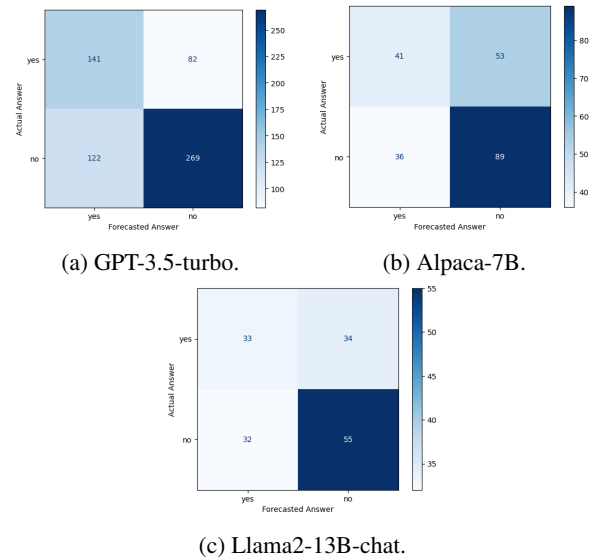 yes
141
82
Actual Answer
no
122
269
yes
no
Forecasted Answer
250
225
200
175
150
125
100
(a) GPT-3.5-turbo.
yes
41
53
Actual Answer
no
36
89
yes
no
Forecasted Answer
80
70
60
50
40
(b) Alpaca-7B.
yes
33
34
Actual Answer
no
32
55
yes
no
Forecasted Answer
55
50
45
40
35
(c) Llama2-13B-chat.